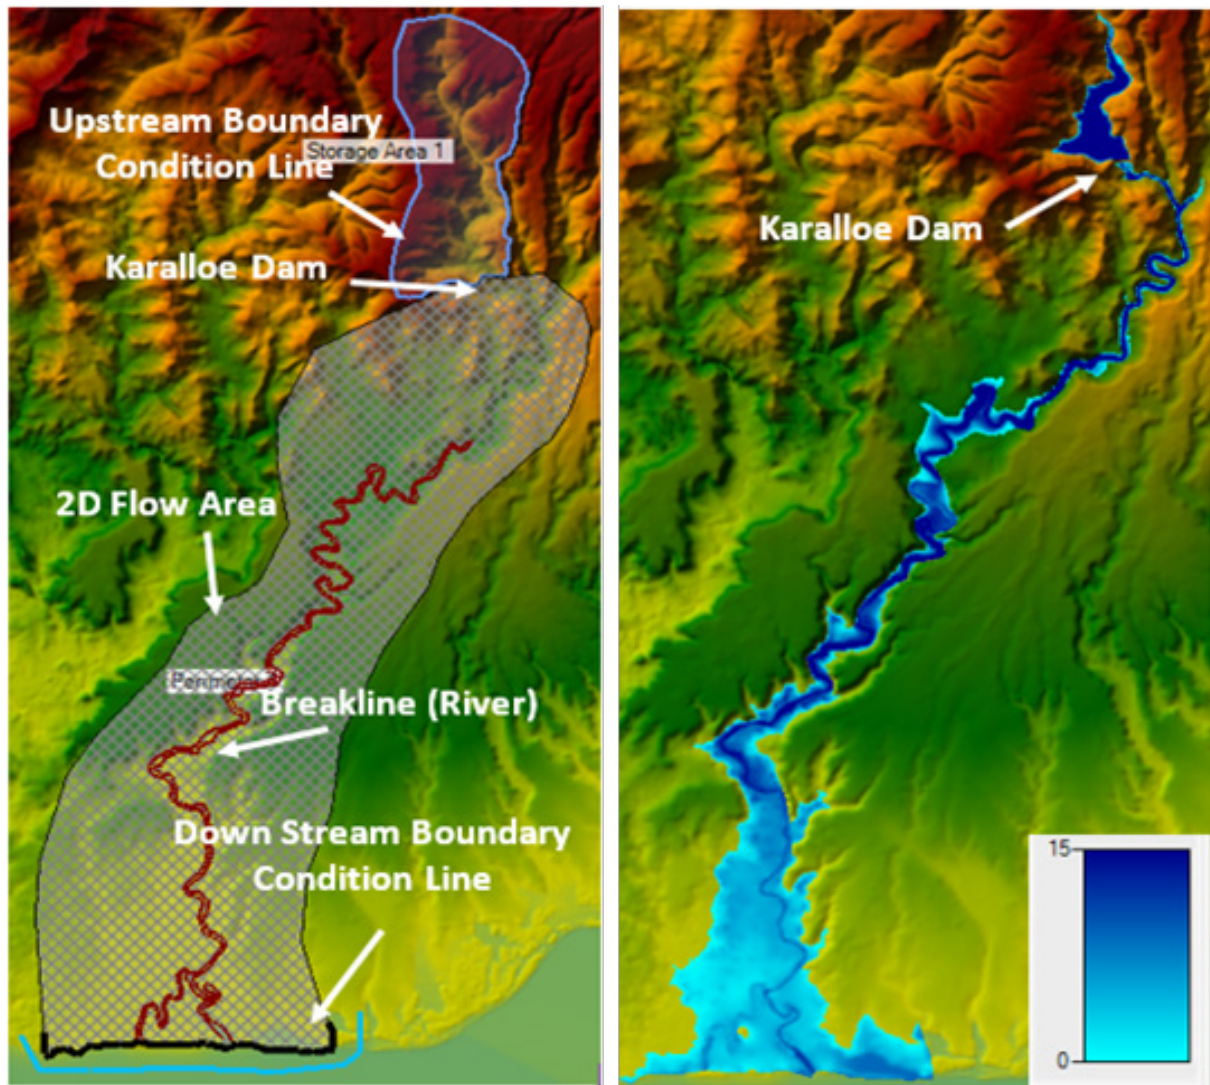 Upstream Boundary
Storage Area 1
Condition Line
Karalloe Dam
2D Flow Area
Perimeter
Breakline (River)
Down Stream Boundary
Condition Line
Karalloe Dam
15
0